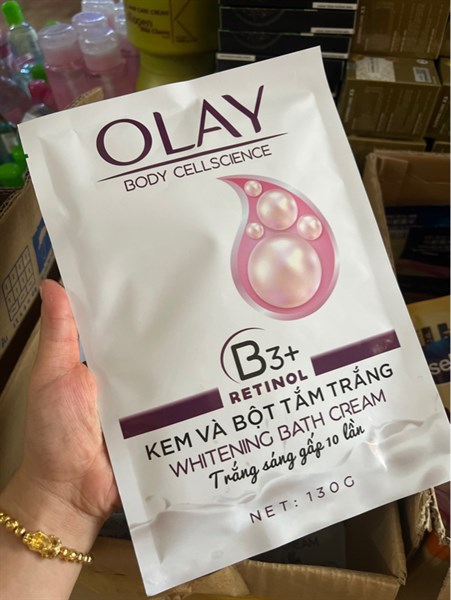 OLAY
BODY CELLSCIENCE
B3+
RETINOL
KEM VÀ BỘT TẮM TRẮNG
WHITENING BATH CREAM
Trắng sáng gấp 10 lần
NET: 130G